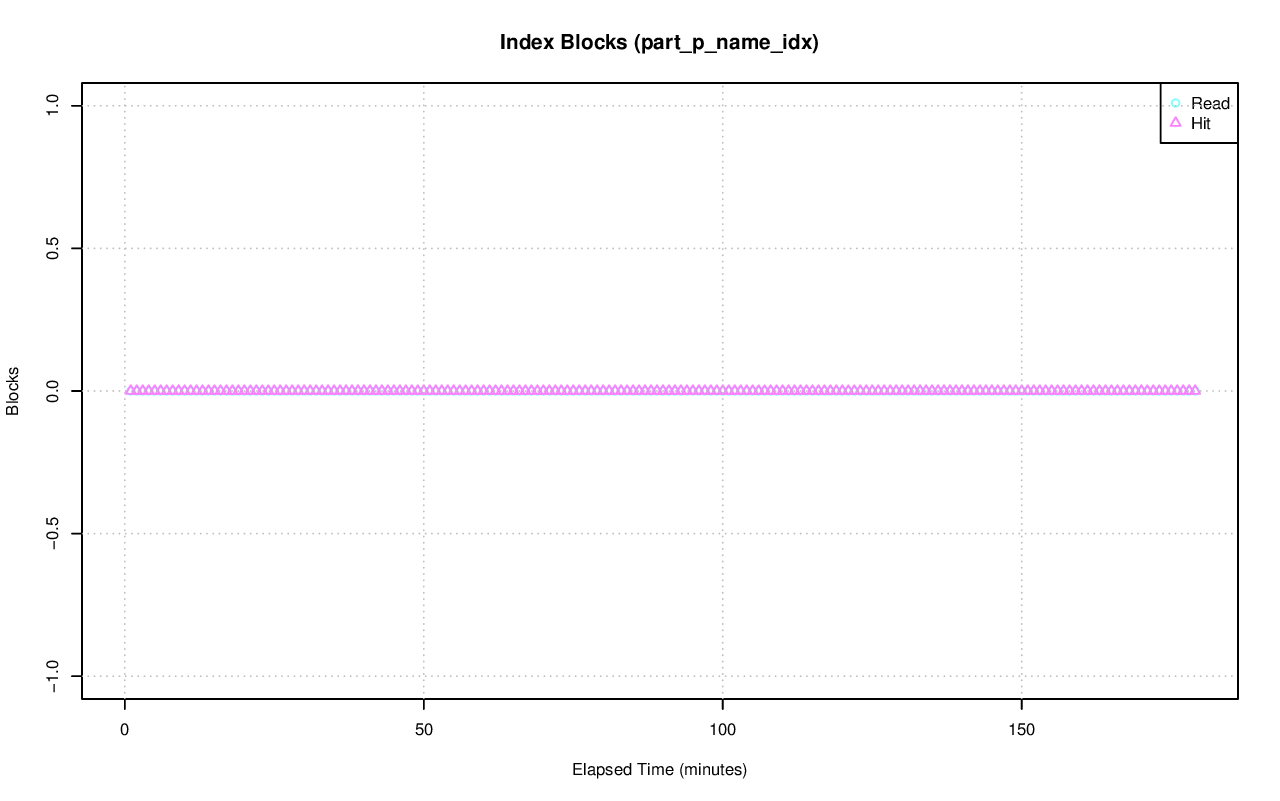 Index Blocks (part_p_name_idx)
Read
Hit
1.0
0.5
0.0
−0.5
−1.0
Blocks
0
50
100
150
Elapsed Time (minutes)